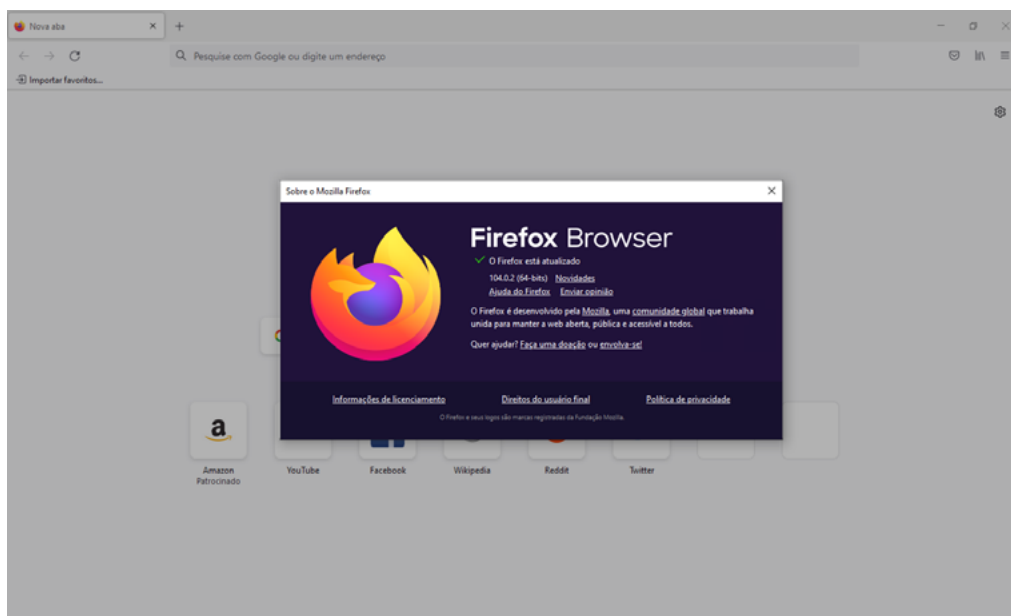 Nova aba
Pesquise com Google ou digite um endereço
Importar favoritos...
Sobre o Mozilla Firefox
Firefox Browser
O Firefox está atualizado
104.0.2 (64-bits) Novidades
Ajuda do Firefox Enviar opinião
O Firefox é desenvolvido pela Mozilla, uma comunidade global que trabalha
unida para manter a web aberta, pública e acessível a todos.
Quer ajudar? Faça uma doação ou envolva-se!
Informações de licenciamento Direitos do usuário final Política de privacidade
O Firefox e seus logos são marcas registradas da Fundação Mozilla.
a
Amazon YouTube Facebook Wikipedia Reddit Twitter
Patrocinado